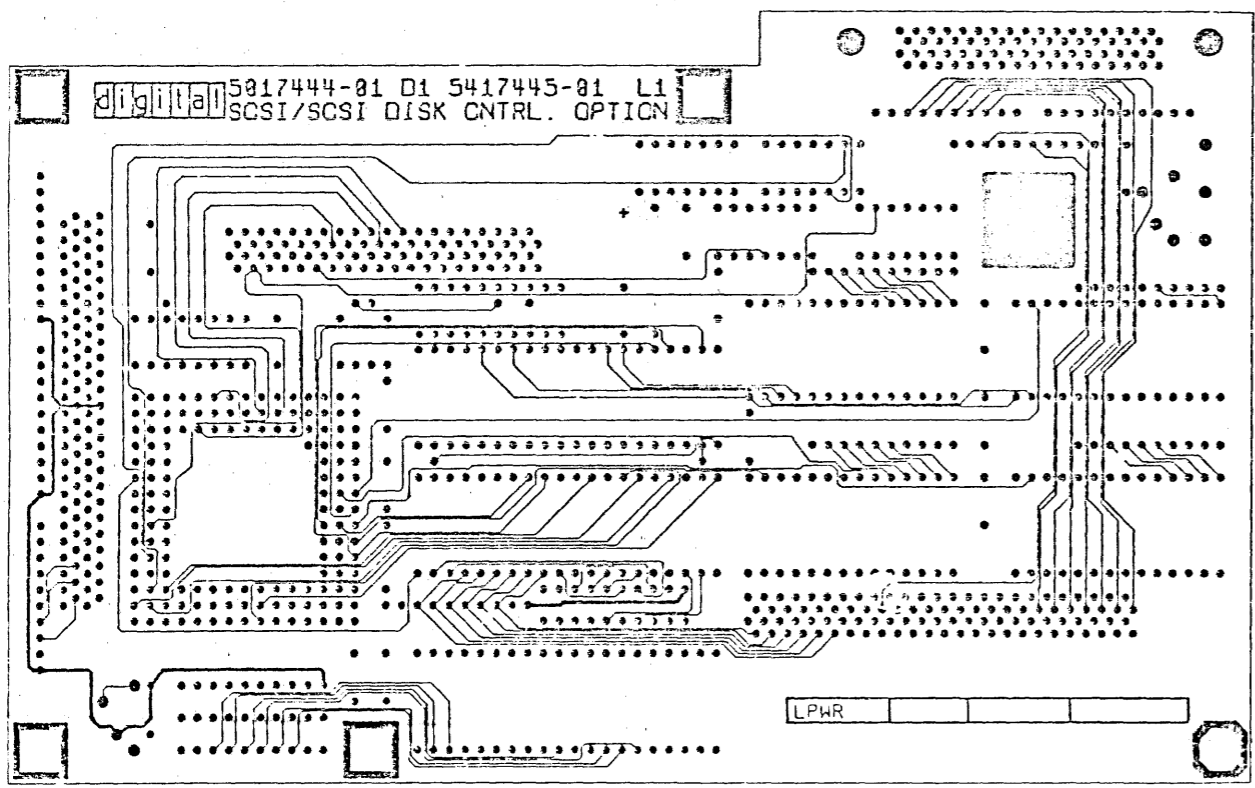 digital 5017444-01 D1 5417445-01 L1
SCSI/SCSI DISK CNTRL. OPTION
LPWR